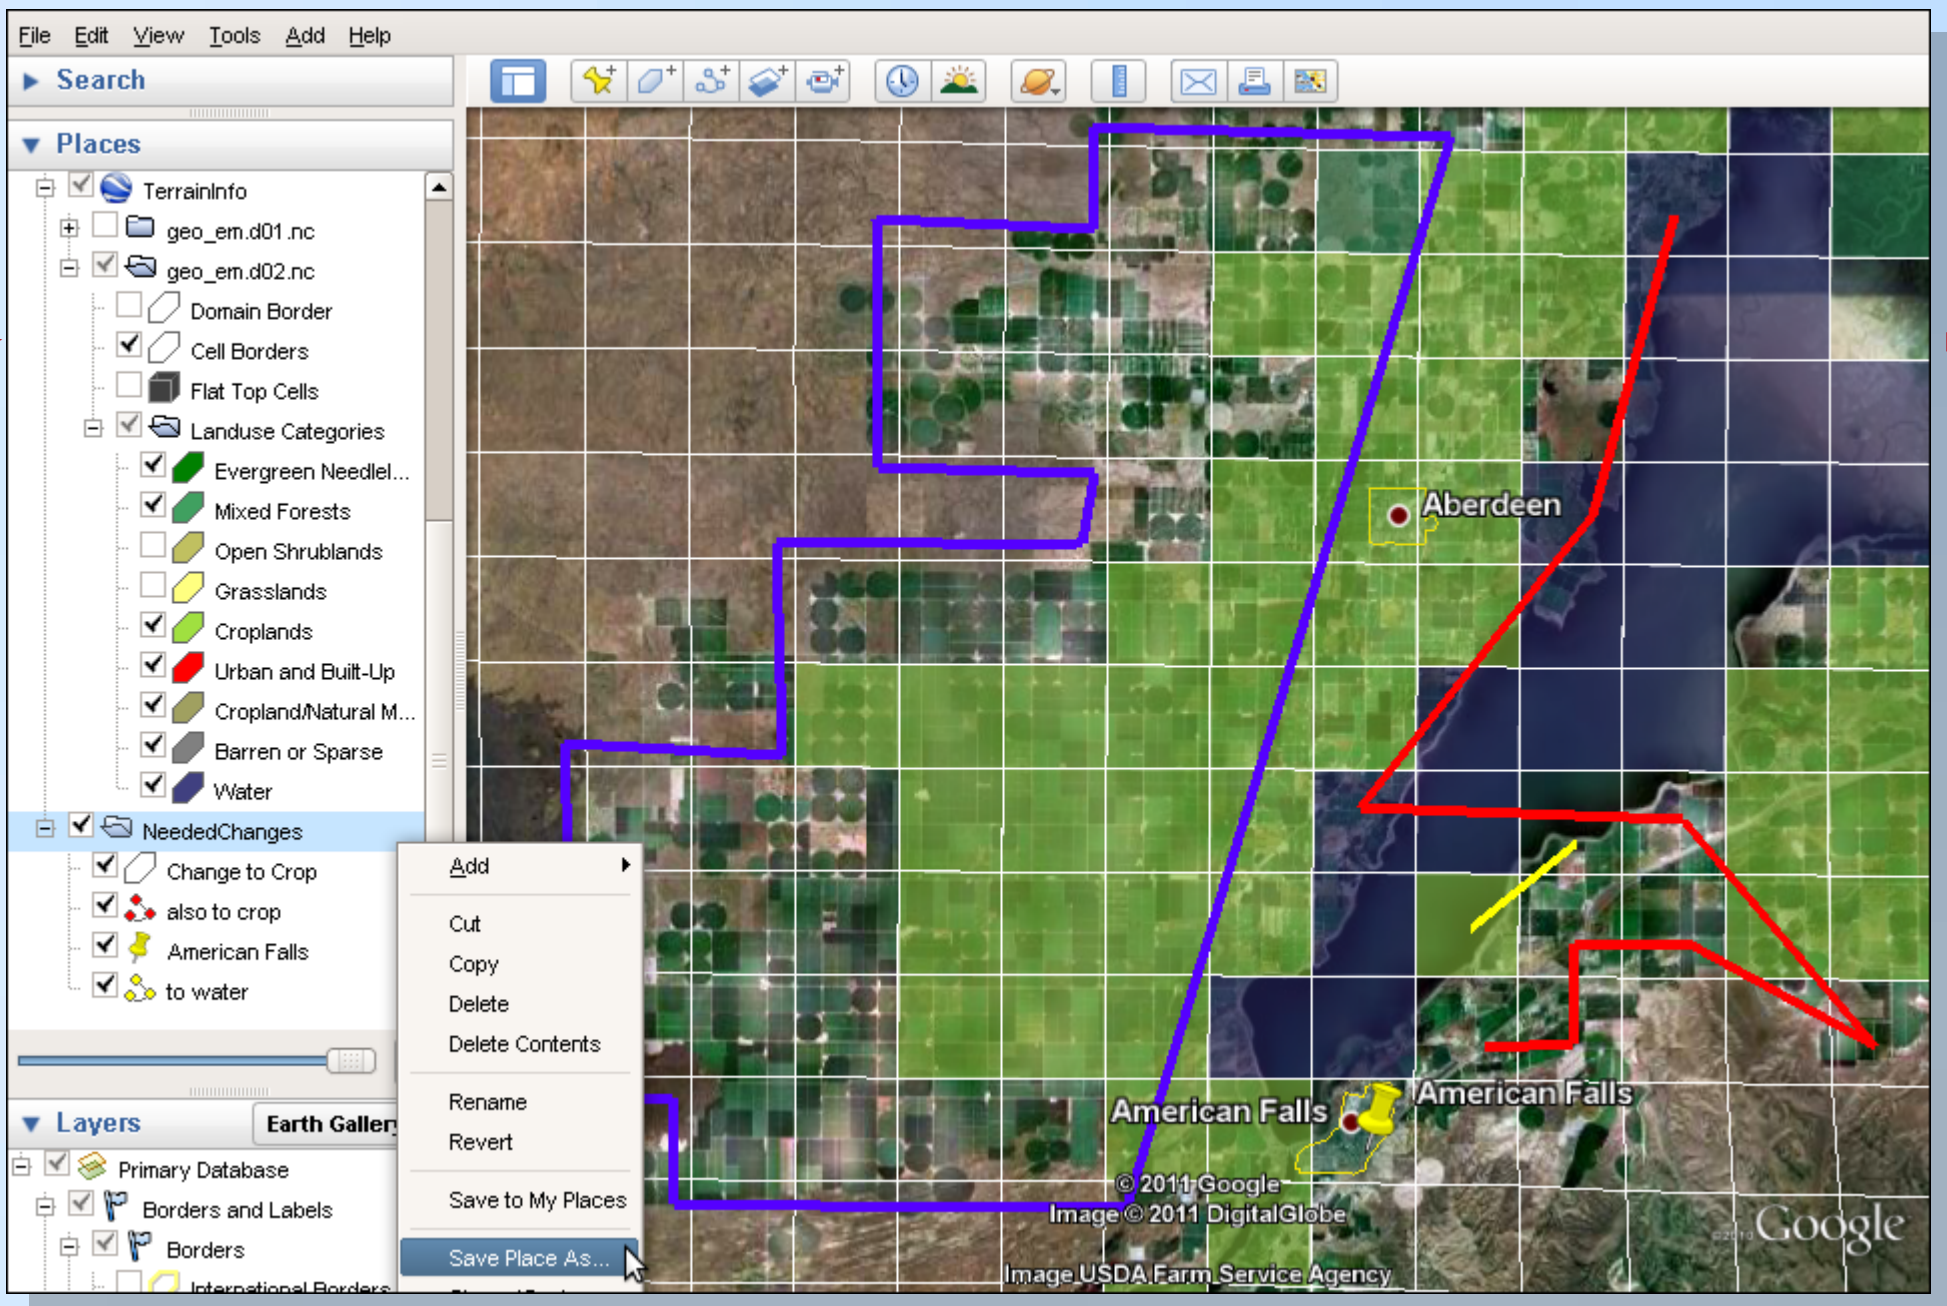 File Edit View Tools Add Help
Search
Places
TerrainInfo
geo_em.d01.nc
geo_em.d02.nc
Domain Border
Cell Borders
Flat Top Cells
Landuse Categories
Evergreen Needlel...
Mixed Forests
Open Shrublands
Grasslands
Croplands
Urban and Built-Up
Cropland/Natural M...
Barren or Sparse
Water
NeededChanges
Change to Crop
also to crop
American Falls
to water
Layers
Earth Galler
Primary Database
Borders and Labels
Borders
International Borders
Add
Cut
Copy
Delete
Delete Contents
Rename
Revert
Save to My Places
Save Place As...
Aberdeen
American Falls
American Falls
© 2011 Google
Image © 2011 DigitalGlobe
Image USDA Farm Service Agency
©2010 Google